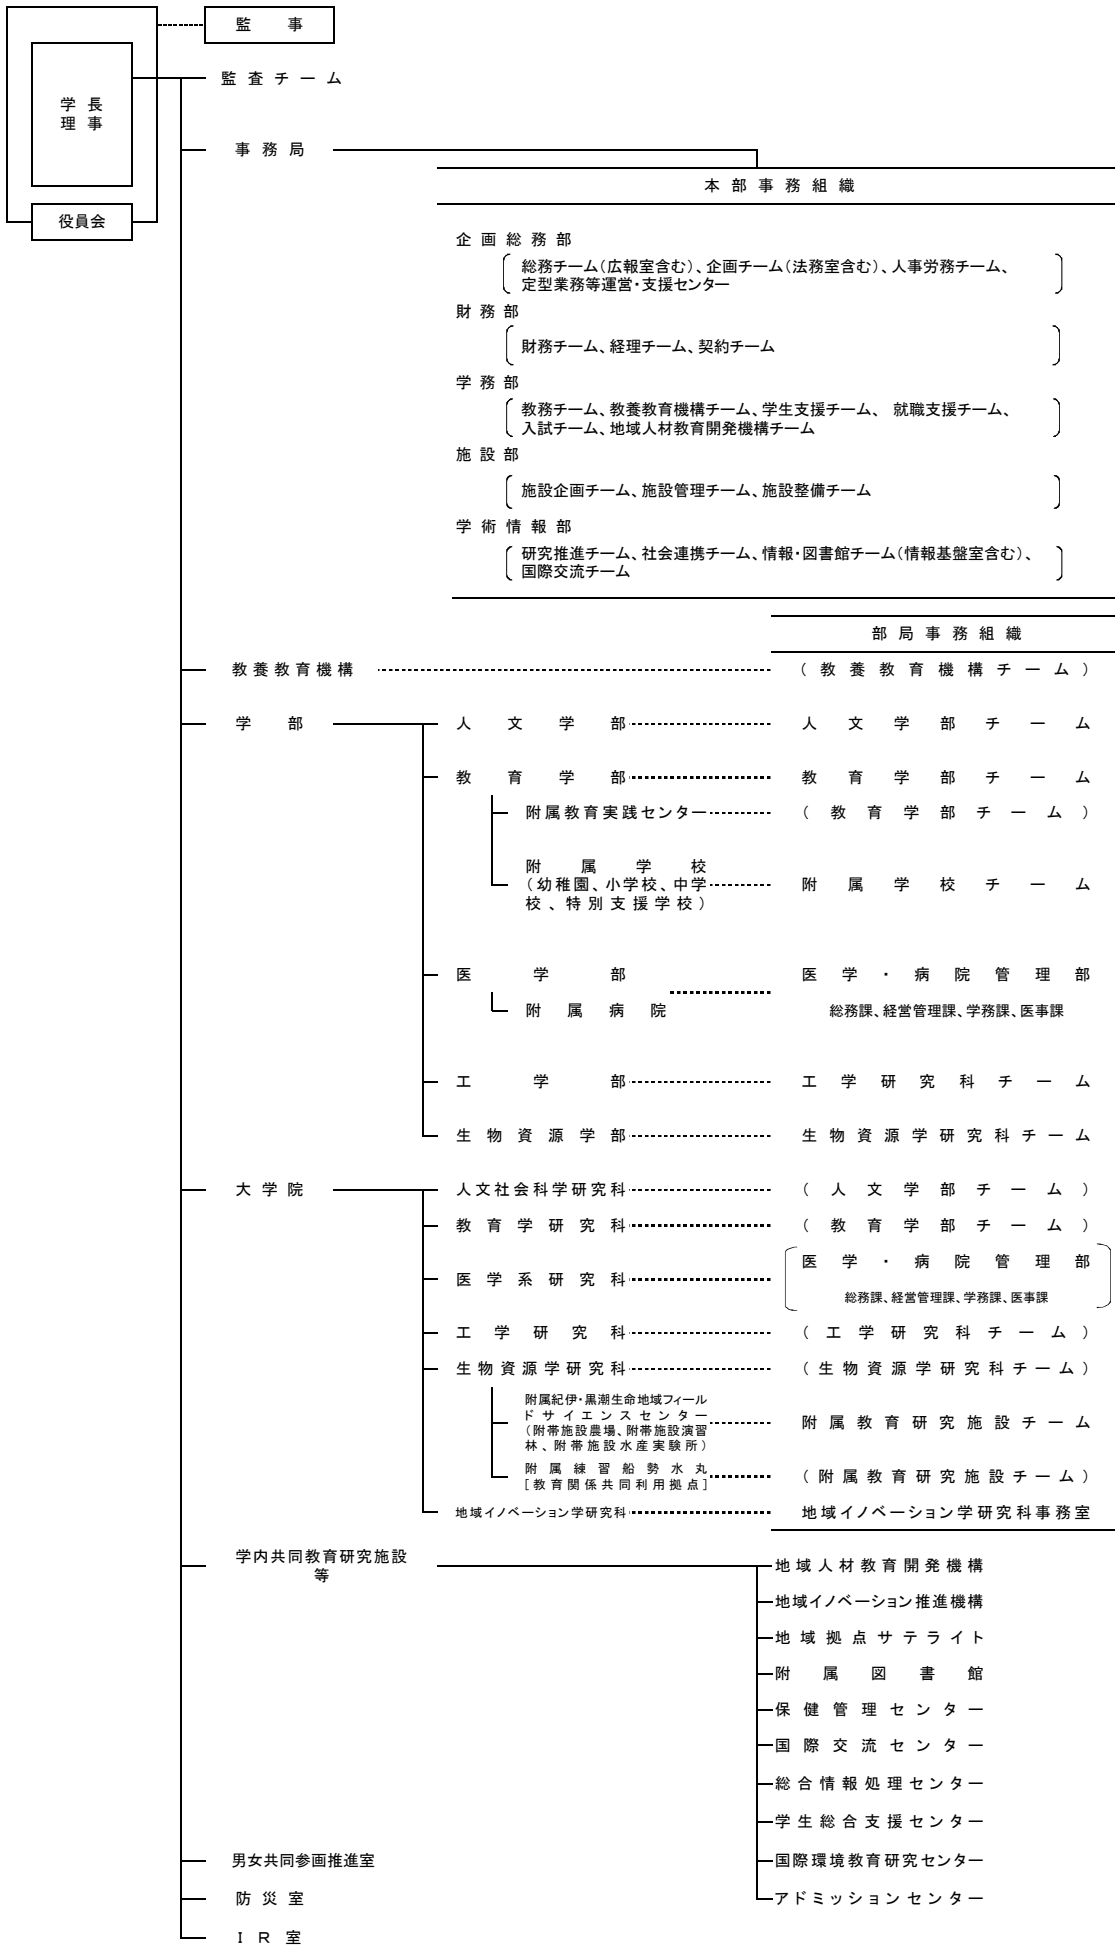 監事
監査チーム
学長
理事
事務局
本部事務組織
役員会
企画総務部
総務チーム(広報室含む)、企画チーム(法務室含む)、人事労務チーム、
定型業務等運営・支援センター
財務部
財務チーム、経理チーム、契約チーム
学務部
教務チーム、教養教育機構チーム、学生支援チーム、 就職支援チーム、
入試チーム、地域人材教育開発機構チーム
施設部
施設企画チーム、施設管理チーム、施設整備チーム
学術情報部
研究推進チーム、社会連携チーム、情報・図書館チーム(情報基盤室含む)、
国際交流チーム
部局事務組織
教養教育機構 (教養教育機構チーム)
学部 人文学部 人文学部チーム
教育学部 教育学部チーム
附属教育実践センター (教育学部チーム)
附属学校
(幼稚園、小学校、中学 附属学校チーム
校、特別支援学校)
医学部 医学・病院管理部
附属病院 総務課、経営管理課、学務課、医事課
工学部 工学研究科チーム
生物資源学部 生物資源学研究科チーム
大学院 人文社会科学研究科 (人文学部チーム)
教育学研究科 (教育学部チーム)
医学・病院管理部
医学系研究科
総務課、経営管理課、学務課、医事課
工学研究科 (工学研究科チーム)
生物資源学研究科 (生物資源学研究科チーム)
附属紀伊・黒潮生命地域フィール
ドサイエンスセンター 附属教育研究施設チーム
(附帯施設農場、附帯施設演習
林、附帯施設水産実験所)
附属練習船勢水丸 (附属教育研究施設チーム)
[教育関係共同利用拠点]
地域イノベーション学研究科 地域イノベーション学研究科事務室
学内共同教育研究施設
等
地域人材教育開発機構
地域イノベーション推進機構
地域拠点サテライト
附属図書館
保健管理センター
国際交流センター
総合情報処理センター
学生総合支援センター
男女共同参画推進室 国際環境教育研究センター
防災室 アドミッションセンター
IR室